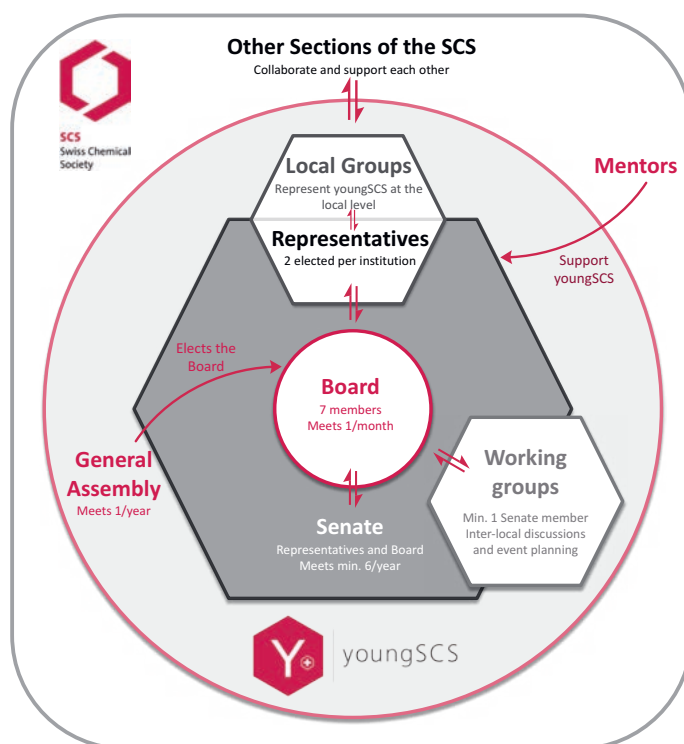 Other Sections of the SCS
Collaborate and support each other
SCS
Swiss Chemical
Society
Local Groups
Represent youngSCS at the
local level
Mentors
Representatives
2 elected per institution
Support
youngSCS
Elects the
Board
Board
7 members
Meets 1/month
General
Assembly
Meets 1/year
Working
groups
Min. 1 Senate member
Inter-local discussions
and event planning
Senate
Representatives and Board
Meets min. 6/year
Y
youngSCS